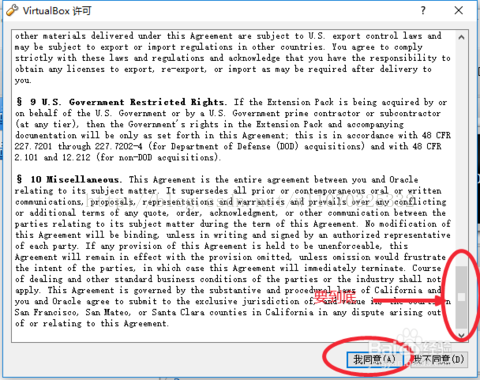 VirtualBox 许可
other materials delivered under this Agreement are subject to U.S. export control laws and
may be subject to export or import regulations in other countries. You agree to comply
strictly with these laws and regulations and acknowledge that you have the responsibility to
obtain any licenses to export, re-export, or import as may be required after delivery to
you.
§ 9 U.S. Government Restricted Rights. If the Extension Pack is being acquired by or
on behalf of the U.S. Government or by a U.S. Government prime contractor or subcontractor
(at any tier), then the Government's rights in the Extension Pack and accompanying
documentation will be only as set forth in this Agreement; this is in accordance with 48 CFR
227.7201 through 227.7202-4 (for Department of Defense (DOD) acquisitions) and with 48 CFR
2.101 and 12.212 (for non-DOD acquisitions).
§ 10 Miscellaneous. This Agreement is the entire agreement between you and Oracle
relating to its subject matter. It supersedes all prior or contemporaneous oral or written
communications, proposals, representations and warranties and prevails over any conflicting
or additional terms of any quote, order, acknowledgment, or other communication between the
parties relating to its subject matter during the term of this Agreement. No modification of
this Agreement will be binding, unless in writing and signed by an authorized representative
of each party. If any provision of this Agreement is held to be unenforceable, this
Agreement will remain in effect with the provision omitted, unless omission would frustrate
the intent of the parties, in which case this Agreement will immediately terminate. Course
of dealing and other standard business conditions of the parties or the industry shall not
apply. This Agreement is governed by the substantive and procedural laws of California and
you and Oracle agree to submit to the exclusive jurisdiction of, and venue in, the courts in
San Francisco, San Mateo, or Santa Clara counties in California in any dispute arising out
of or relating to this Agreement.
要到底
我同意(A)
我不同意(D)